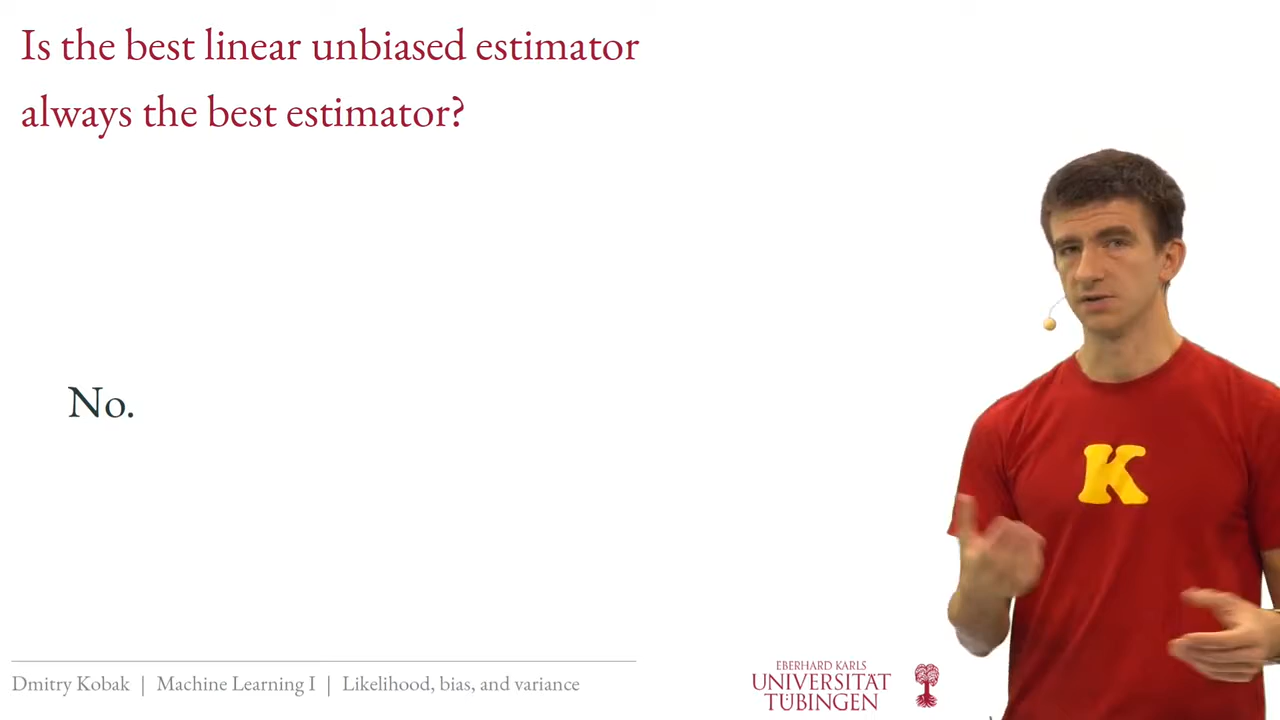 Is the best linear unbiased estimator
always the best estimator?
No.
K
Dmitry Kobak | Machine Learning I | Likelihood, bias, and variance
EBERHARD KARLS
UNIVERSITÄT
TÜBINGEN